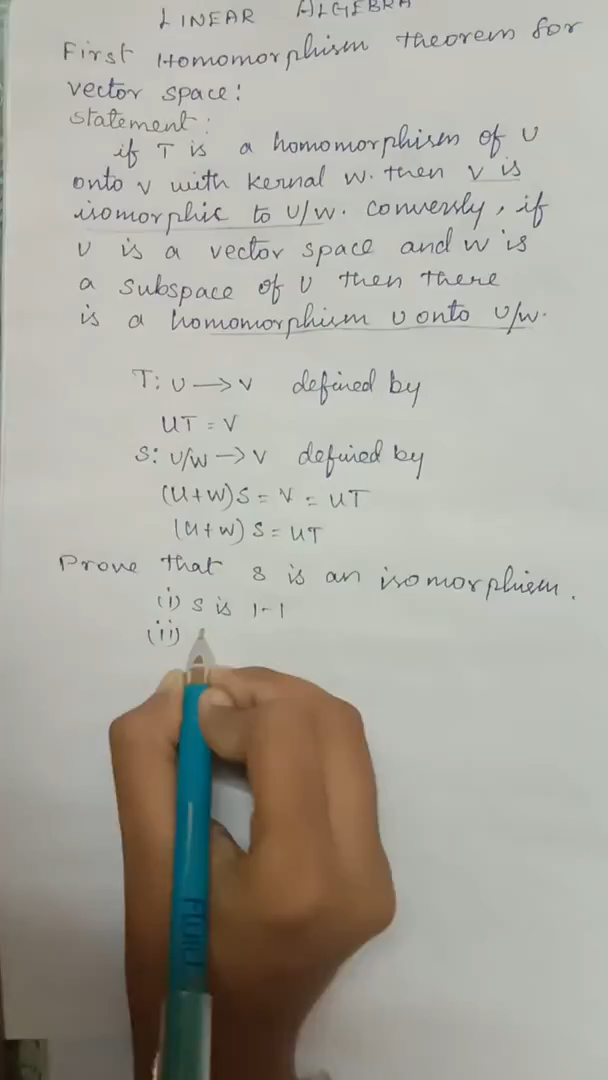 LINEAR ALGEBRA
First Homomorphism theorem for
vector space:
statement:
if T is a homomorphism of U
onto V with kernal W. then V is
isomorphic to U/W. conversly, if
U is a vector space and W is
a subspace of U then there
is a homomorphism U onto U/W.
T: U → V defined by
UT = V
S: U/W → V defined by
(U+W)S = V = UT
(U+W) S = UT
Prove that S is an isomorphism.
(i) S is 1-1
(ii)